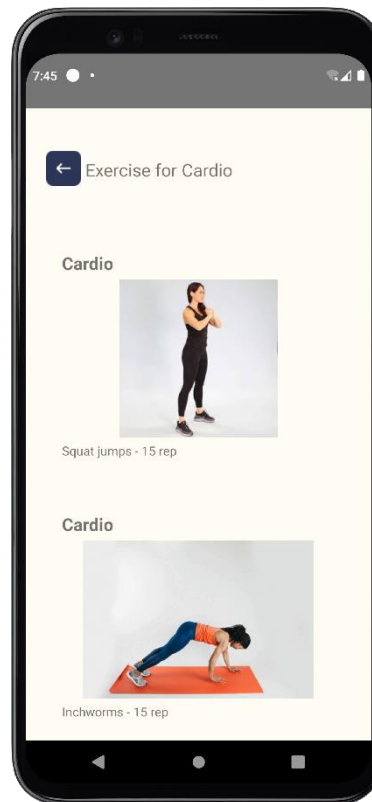 7:45
Exercise for Cardio
Cardio
Squat jumps - 15 rep
Cardio
Inchworms - 15 rep